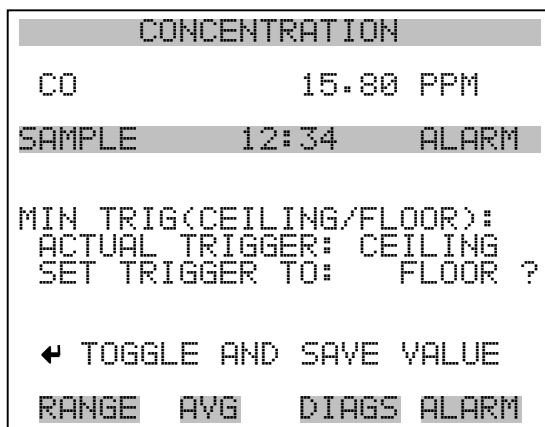 CONCENTRATION
CO 15.80 PPM
SAMPLE 12:34 ALARM
MIN TRIG(CEILING/FLOOR):
ACTUAL TRIGGER: CEILING
SET TRIGGER TO: FLOOR ?
↵ TOGGLE AND SAVE VALUE
RANGE AVG DIAGS ALARM